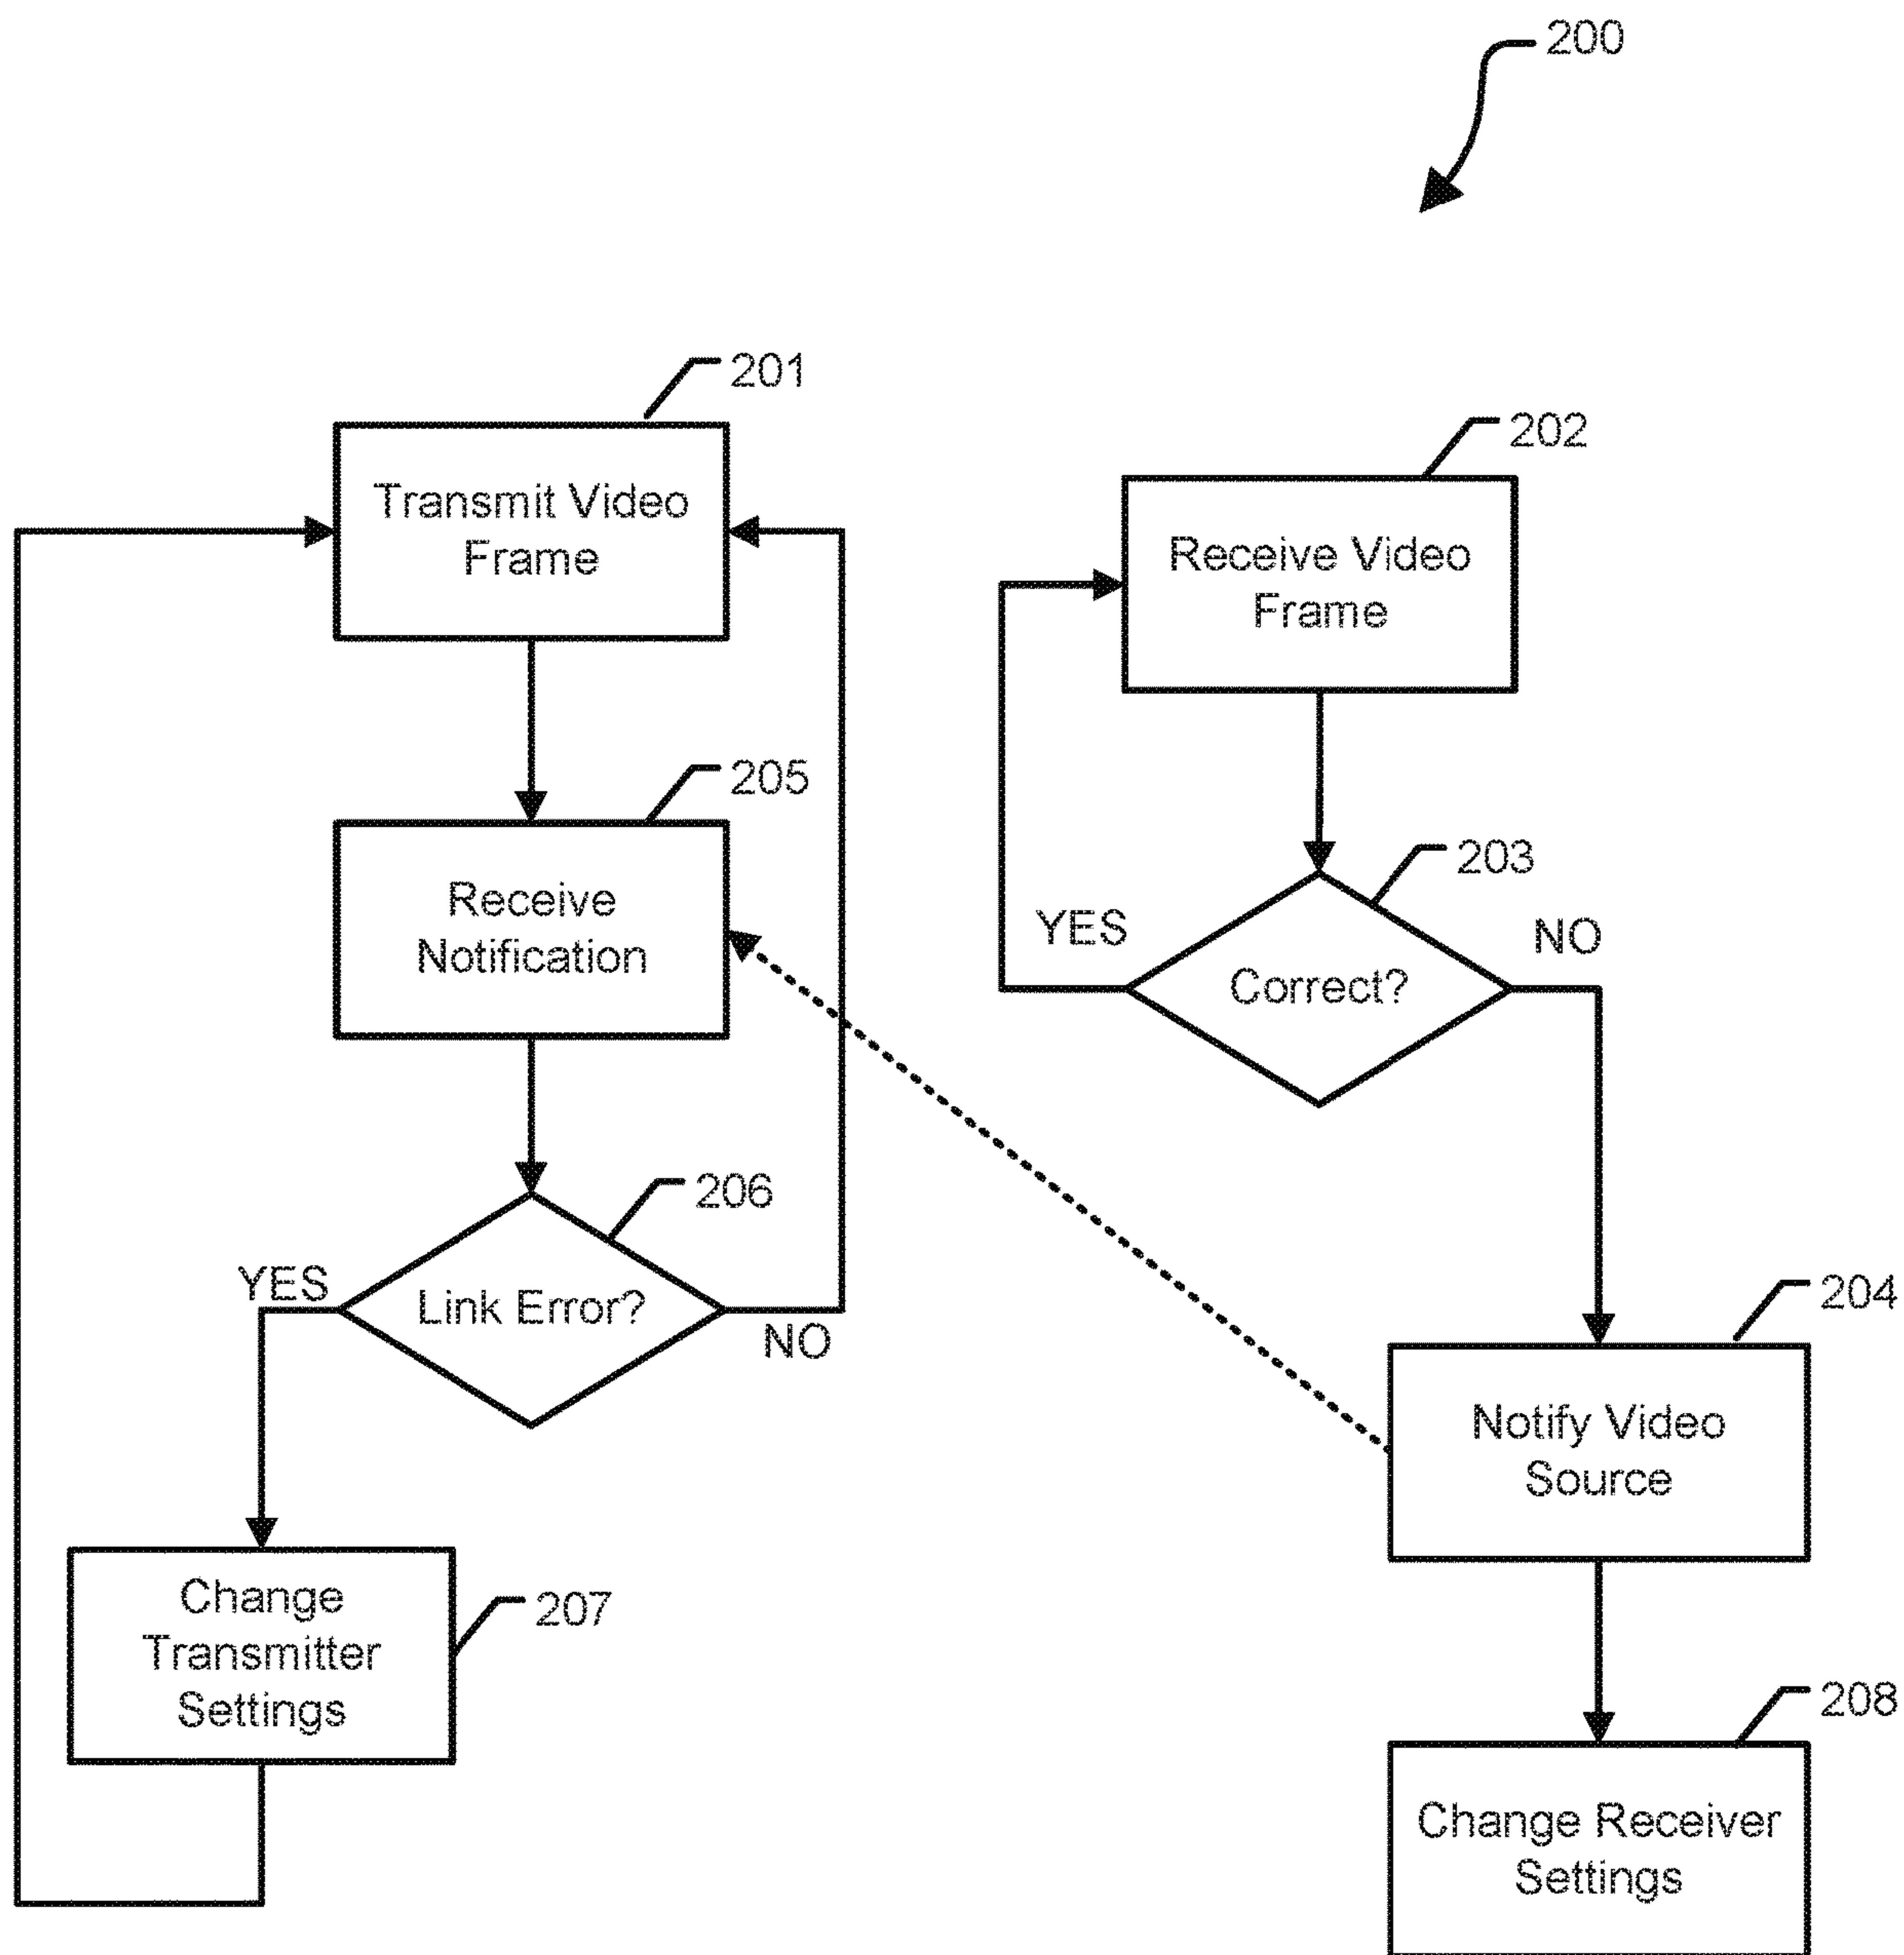 200
201
Transmit Video
Frame
202
Receive Video
Frame
205
Receive
Notification
203
YES
NO
Correct?
206
YES
Link Error?
NO
204
Notify Video
Source
207
Change
Transmitter
Settings
208
Change Receiver
Settings